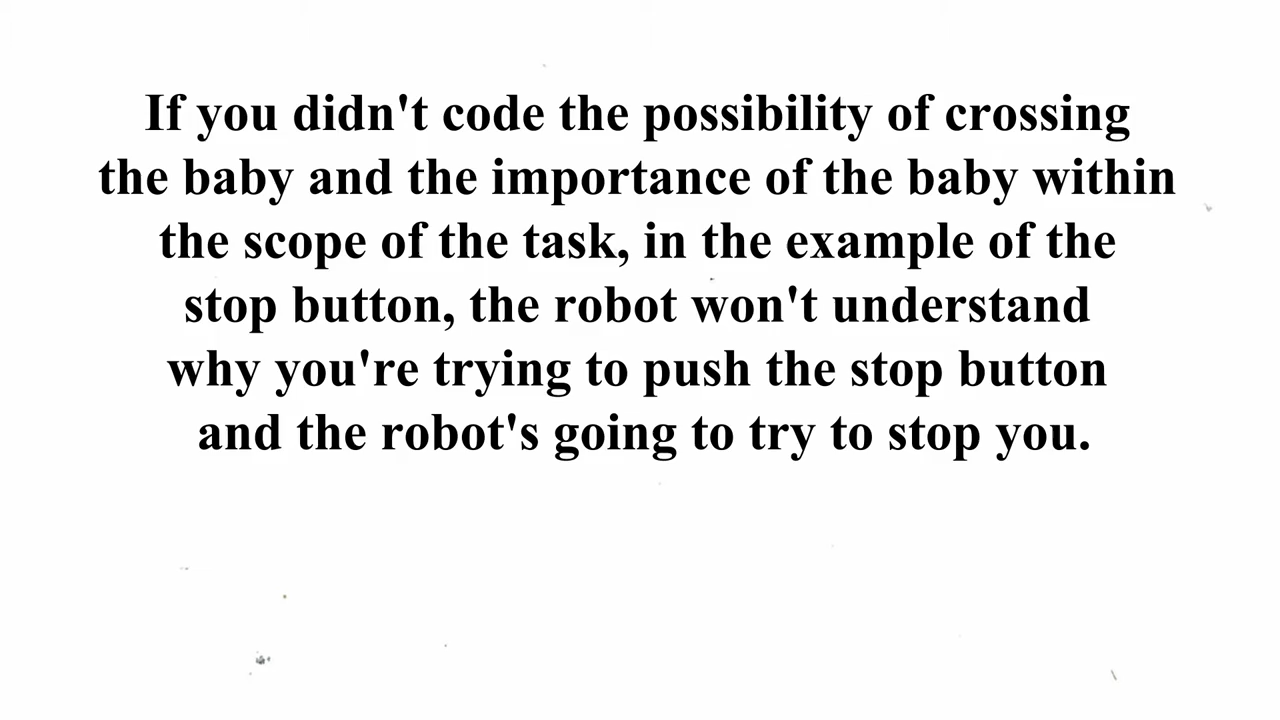 If you didn't code the possibility of crossing
the baby and the importance of the baby within
the scope of the task, in the example of the
stop button, the robot won't understand
why you're trying to push the stop button
and the robot's going to try to stop you.